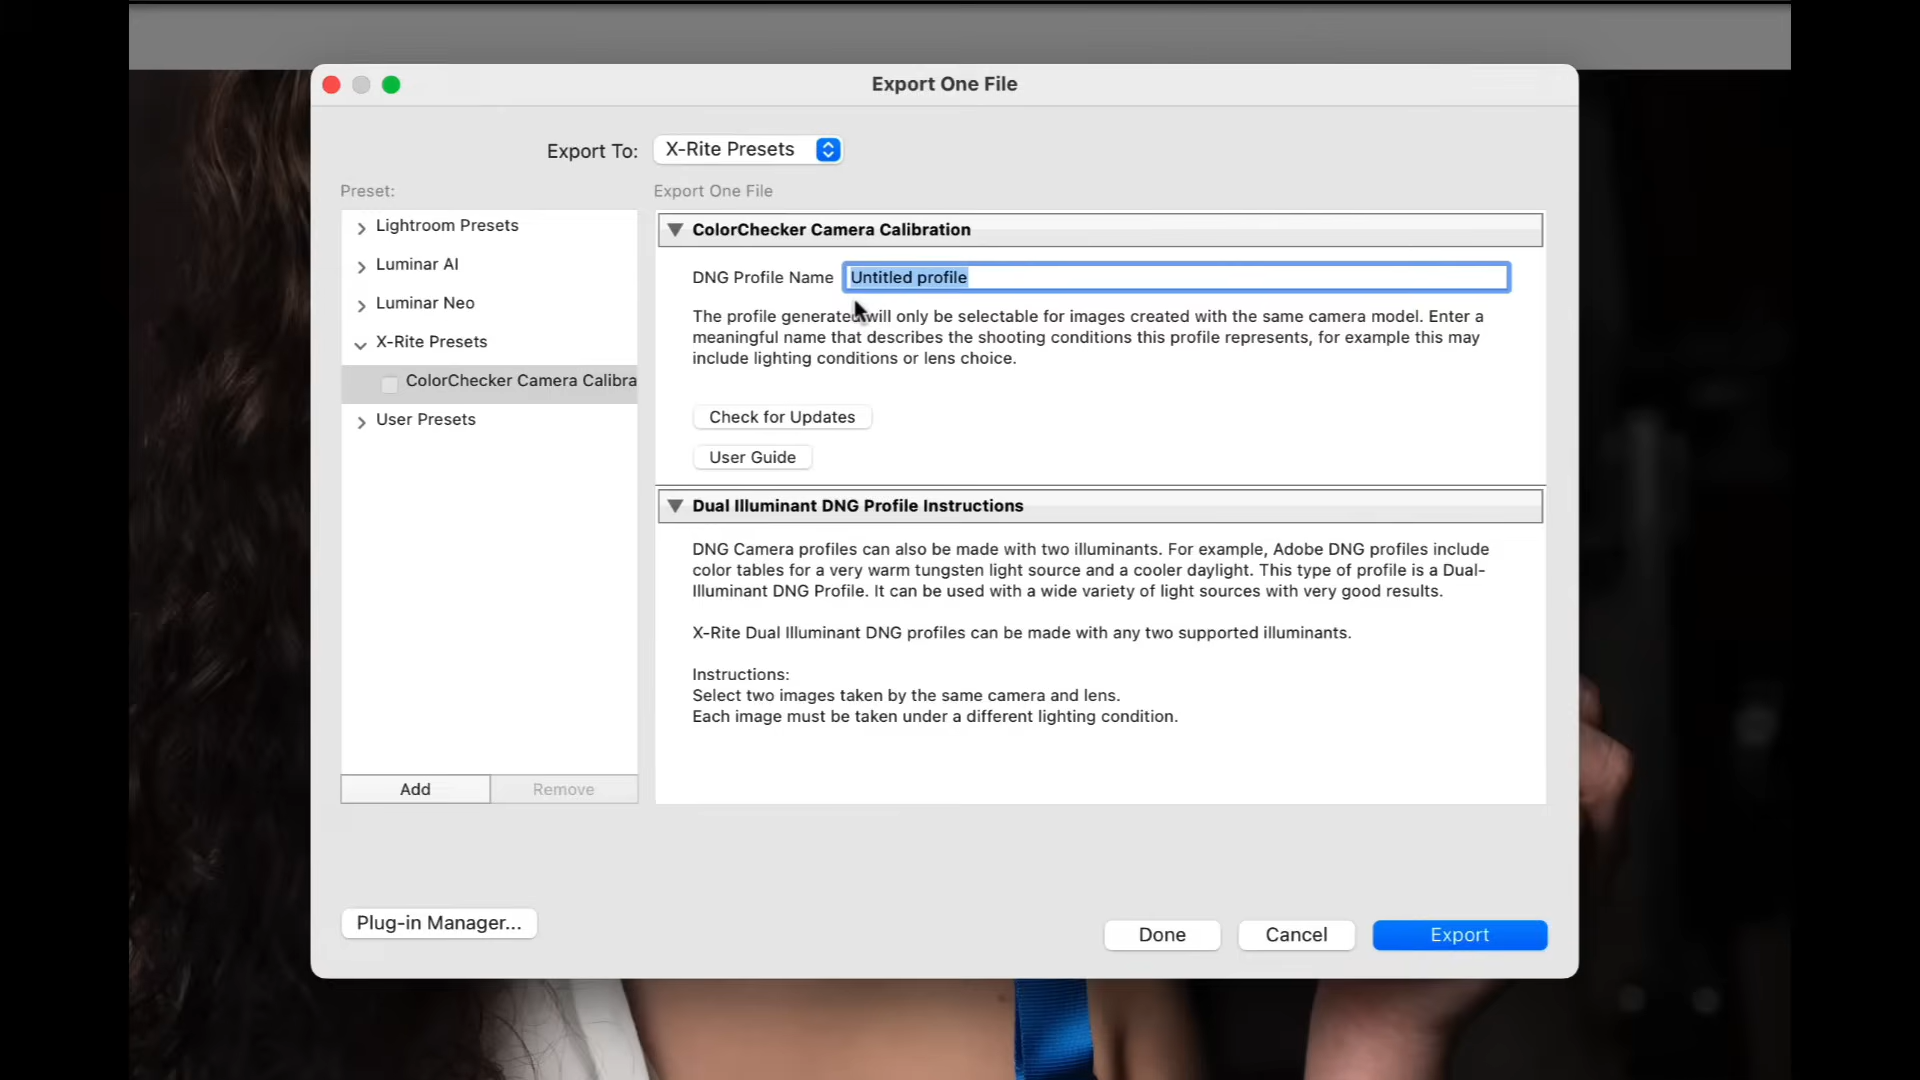 Export One File
Export To: X-Rite Presets
Preset:
Export One File
Lightroom Presets
Luminar AI
Luminar Neo
X-Rite Presets
ColorChecker Camera Calibra
User Presets
Add
Remove
ColorChecker Camera Calibration
DNG Profile Name Untitled profile
The profile generated will only be selectable for images created with the same camera model. Enter a
meaningful name that describes the shooting conditions this profile represents, for example this may
include lighting conditions or lens choice.
Check for Updates
User Guide
Dual Illuminant DNG Profile Instructions
DNG Camera profiles can also be made with two illuminants. For example, Adobe DNG profiles include
color tables for a very warm tungsten light source and a cooler daylight. This type of profile is a Dual-
Illuminant DNG Profile. It can be used with a wide variety of light sources with very good results.
X-Rite Dual Illuminant DNG profiles can be made with any two supported illuminants.
Instructions:
Select two images taken by the same camera and lens.
Each image must be taken under a different lighting condition.
Plug-in Manager...
Done
Cancel
Export